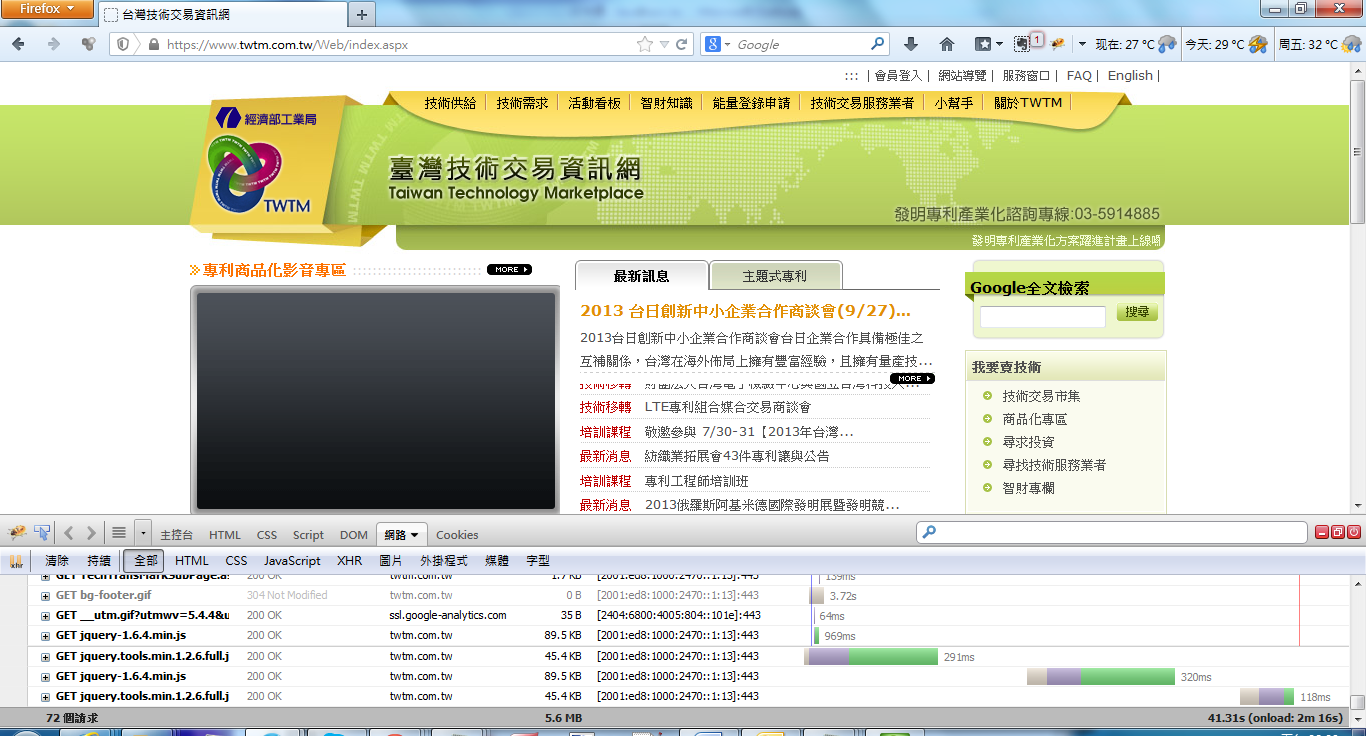 Firefox
台灣技術交易資訊網
https://www.twtm.com.tw/Web/index.aspx
Google
1
现在: 27 °C
今天: 29 °C
周五: 32 °C
::: | 會員登入 | 網站導覽 | 服務窗口 | FAQ | English |
技術供給 | 技術需求 | 活動看板 | 智財知識 | 能量登錄申請 | 技術交易服務業者 | 小幫手 | 關於TWTM
經濟部工業局
TWTM
臺灣技術交易資訊網
Taiwan Technology Marketplace
發明專利產業化諮詢專線:03-5914885
發明專利產業化方案躍進計畫上線
專利商品化影音專區
MORE
最新訊息
主題式專利
2013 台日創新中小企業合作商談會(9/27)...
2013台日創新中小企業合作商談會台日企業合作具備極佳之
互補關係，台灣在海外佈局上擁有豐富經驗，且擁有量產技...
MORE
技術移轉 財團法人台灣電子檢驗中心與國立台灣科技大...
技術移轉 LTE專利組合媒合交易商談會
培訓課程 敬邀參與 7/30-31【2013年台灣...
最新消息 紡織業拓展會43件專利讓與公告
培訓課程 專利工程師培訓班
最新消息 2013俄羅斯阿基米德國際發明展暨發明競...
Google全文檢索
搜尋
我要賣技術
技術交易市集
商品化專區
尋求投資
尋找技術服務業者
智財專欄
主控台 HTML CSS Script DOM 網路 Cookies
清除 持續 全部 HTML CSS JavaScript XHR 圖片 外掛程式 媒體 字型
GET TechTransMarkSubPage.a 200 OK twtm.com.tw 1.7 KB [2001:ed8:1000:2470::1:13]:443 139ms
GET bg-footer.gif 304 Not Modified twtm.com.tw 0 B [2001:ed8:1000:2470::1:13]:443 3.72s
GET __utm.gif?utmwv=5.4.4&u 200 OK ssl.google-analytics.com 35 B [2404:6800:4005:804::101e]:443 64ms
GET jquery-1.6.4.min.js 200 OK twtm.com.tw 89.5 KB [2001:ed8:1000:2470::1:13]:443 969ms
GET jquery.tools.min.1.2.6.full.j 200 OK twtm.com.tw 45.4 KB [2001:ed8:1000:2470::1:13]:443 291ms
GET jquery-1.6.4.min.js 200 OK twtm.com.tw 89.5 KB [2001:ed8:1000:2470::1:13]:443 320ms
GET jquery.tools.min.1.2.6.full.j 200 OK twtm.com.tw 45.4 KB [2001:ed8:1000:2470::1:13]:443 118ms
72 個請求 5.6 MB 41.31s (onload: 2m 16s)